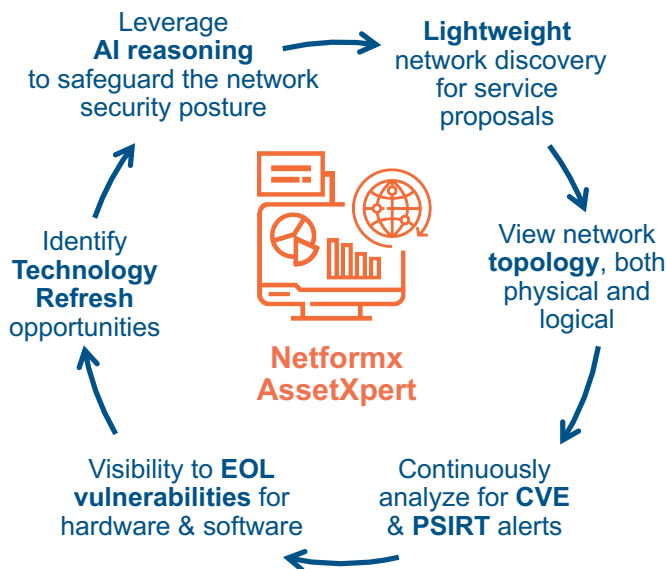 Leverage
AI reasoning
to safeguard the network
security posture
Lightweight
network discovery
for service
proposals
View network
topology, both
physical and
logical
Continuously
analyze for CVE
& PSIRT alerts
Visibility to EOL
vulnerabilities for
hardware & software
Identify
Technology
Refresh
opportunities
Netformx
AssetXpert